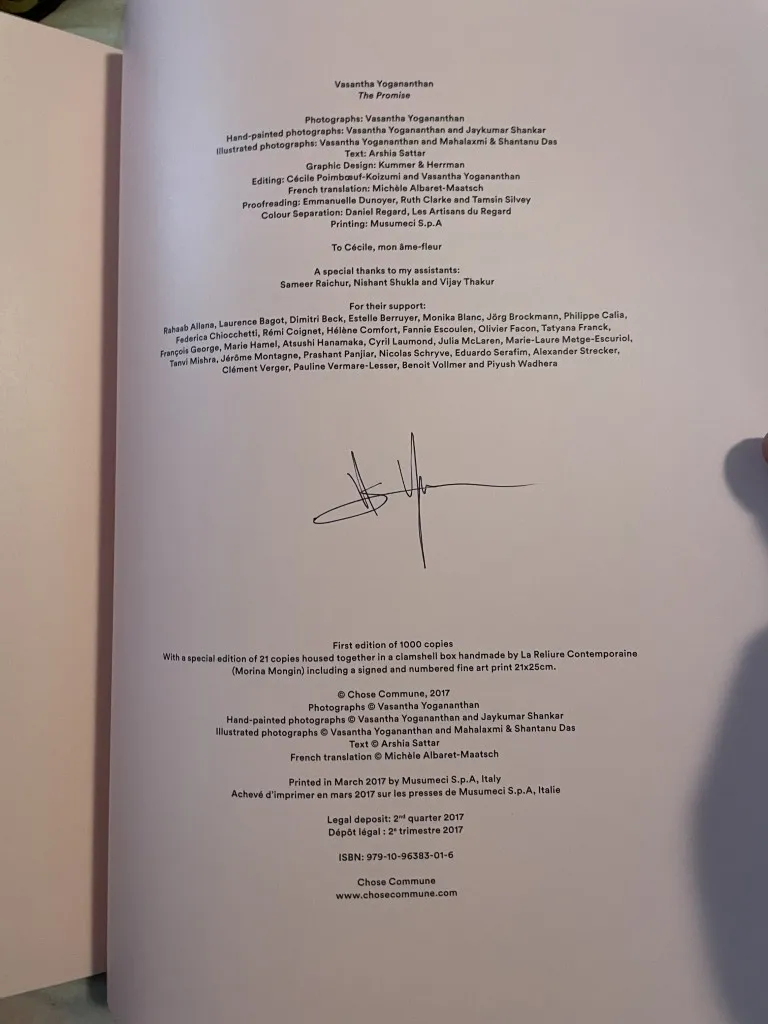 Vasantha Yogananthan
The Promise
Photographs: Vasantha Yogananthan
Hand-painted photographs: Vasantha Yogananthan and Jaykumar Shankar
Illustrated photographs: Vasantha Yogananthan and Mahalaxmi & Shantanu Das
Text: Arshia Sattar
Graphic Design: Kummer & Herrman
Editing: Cécile Poimbœuf-Koizumi and Vasantha Yogananthan
French translation: Michèle Albaret-Maatsch
Proofreading: Emmanuelle Dunoyer, Ruth Clarke and Tamsin Silvey
Colour Separation: Daniel Regard, Les Artisans du Regard
Printing: Musumeci S.p.A
To Cécile, mon âme-fleur
A special thanks to my assistants:
Sameer Raichur, Nishant Shukla and Vijay Thakur
For their support:
Rahaab Allana, Laurence Bagot, Dimitri Beck, Estelle Berruyer, Monika Blanc, Jörg Brockmann, Philippe Calia,
Federica Chiocchetti, Rémi Coignet, Hélène Comfort, Fannie Escoulen, Olivier Facon, Tatyana Franck,
François George, Marie Hamel, Atsushi Hanamaka, Cyril Laumond, Julia McLaren, Marie-Laure Metge-Escuriol,
Tanvi Mishra, Jérôme Montagne, Prashant Panjiar, Nicolas Schryve, Eduardo Serafim, Alexander Strecker,
Clément Verger, Pauline Vermare-Lesser, Benoit Vollmer and Piyush Wadhera
First edition of 1000 copies
With a special edition of 21 copies housed together in a clamshell box handmade by La Reliure Contemporaine
(Morina Mongin) including a signed and numbered fine art print 21x25cm.
© Chose Commune, 2017
Photographs © Vasantha Yogananthan
Hand-painted photographs © Vasantha Yogananthan and Jaykumar Shankar
Illustrated photographs © Vasantha Yogananthan and Mahalaxmi & Shantanu Das
Text © Arshia Sattar
French translation © Michèle Albaret-Maatsch
Printed in March 2017 by Musumeci S.p.A, Italy
Achevé d'imprimer en mars 2017 sur les presses de Musumeci S.p.A, Italie
Legal deposit: 2nd quarter 2017
Dépôt légal : 2e trimestre 2017
ISBN: 979-10-96383-01-6
Chose Commune
www.chosecommune.com